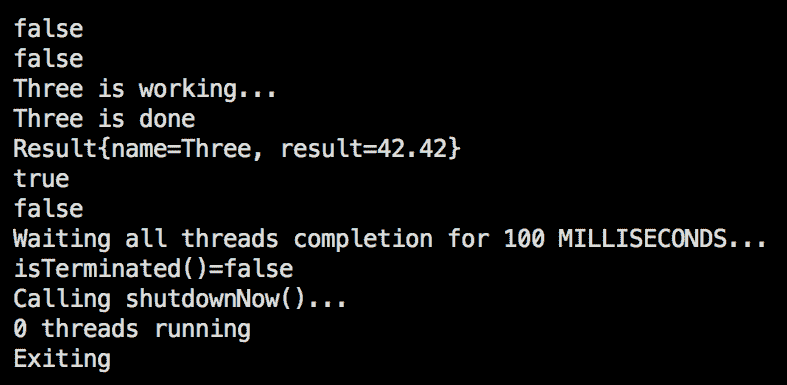 false
false
Three is working...
Three is done
Result{name=Three, result=42.42}
true
false
Waiting all threads completion for 100 MILLISECONDS...
isTerminated()=false
Calling shutdownNow()...
0 threads running
Exiting